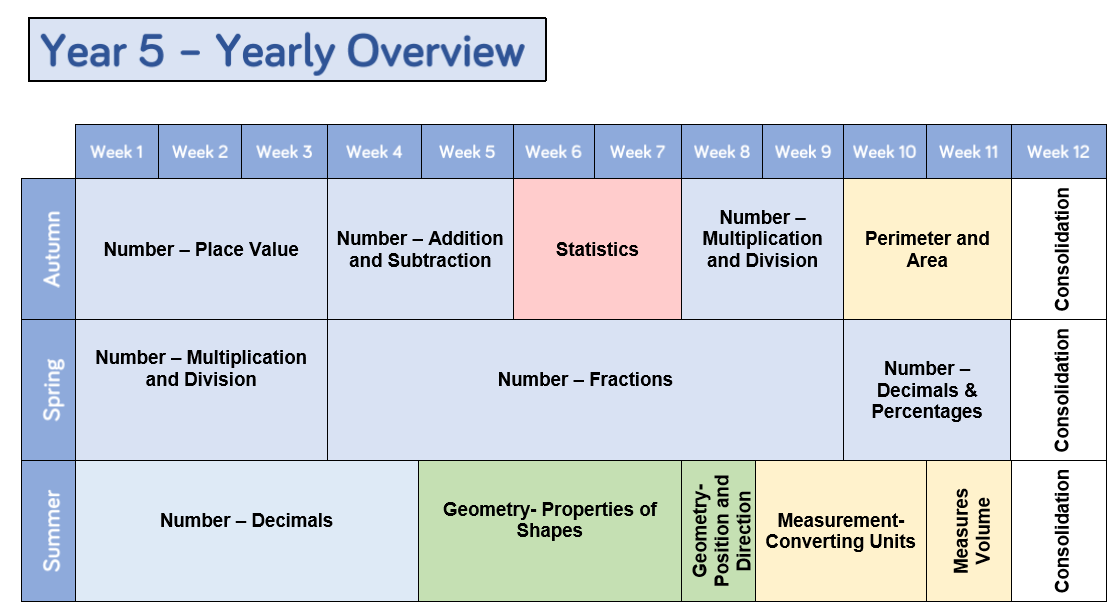 Year 5 – Yearly Overview
Week 1 Week 2 Week 3 Week 4 Week 5 Week 6 Week 7 Week 8 Week 9 Week 10 Week 11 Week 12
Autumn
Number – Place Value
Number – Addition
and Subtraction
Statistics
Number –
Multiplication
and Division
Perimeter and
Area
Consolidation
Spring
Number – Multiplication
and Division
Number – Fractions
Number –
Decimals &
Percentages
Consolidation
Summer
Number – Decimals
Geometry- Properties of
Shapes
Geometry-
Position and
Direction
Measurement-
Converting Units
Measures
Volume
Consolidation